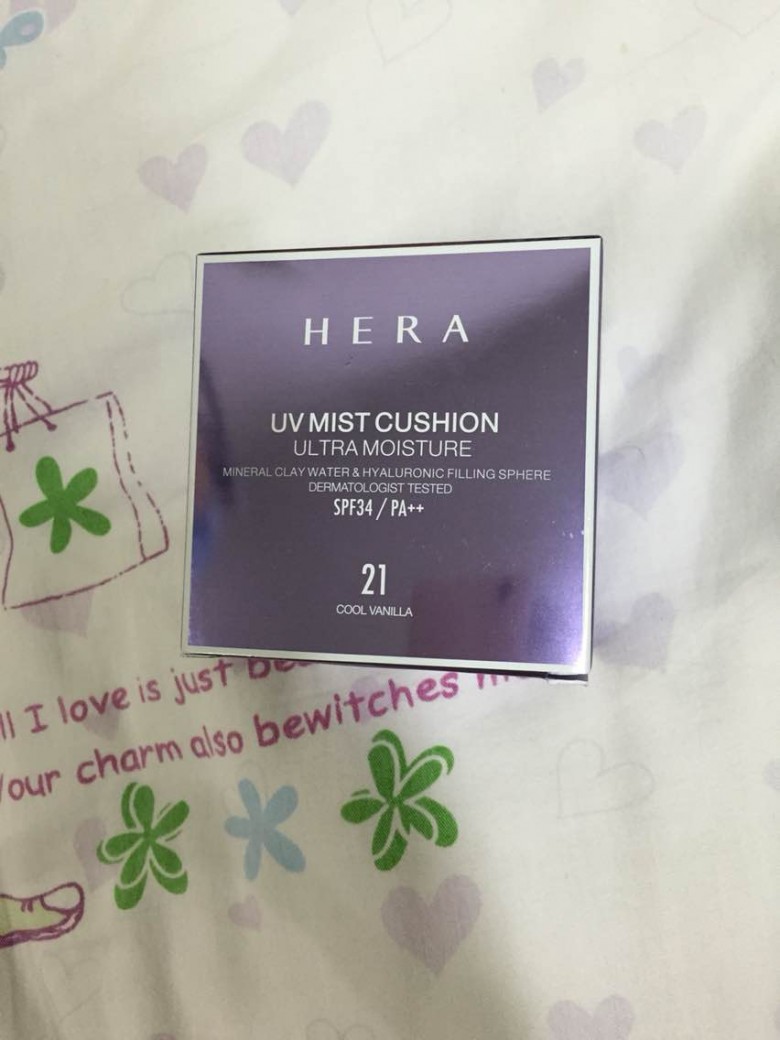 HERA
UV MIST CUSHION
ULTRA MOISTURE
MINERAL CLAY WATER & HYALURONIC FILLING SPHERE
DERMATOLOGIST TESTED
SPF34 / PA++
21
COOL VANILLA
I love is just
Your charm also bewitches